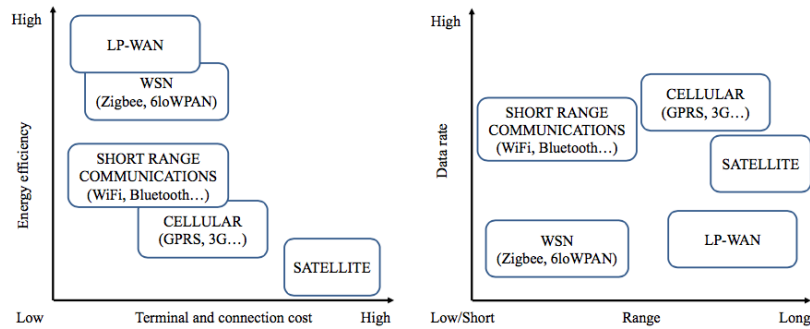 High
LP-WAN
WSN
(Zigbee, 6loWPAN)
SHORT RANGE
COMMUNICATIONS
(WiFi, Bluetooth…)
CELLULAR
(GPRS, 3G…)
SATELLITE
Energy efficiency
Low
Terminal and connection cost
High
High
CELLULAR
(GPRS, 3G…)
SHORT RANGE
COMMUNICATIONS
(WiFi, Bluetooth…)
SATELLITE
WSN
(Zigbee, 6loWPAN)
LP-WAN
Data rate
Low/Short
Range
Long